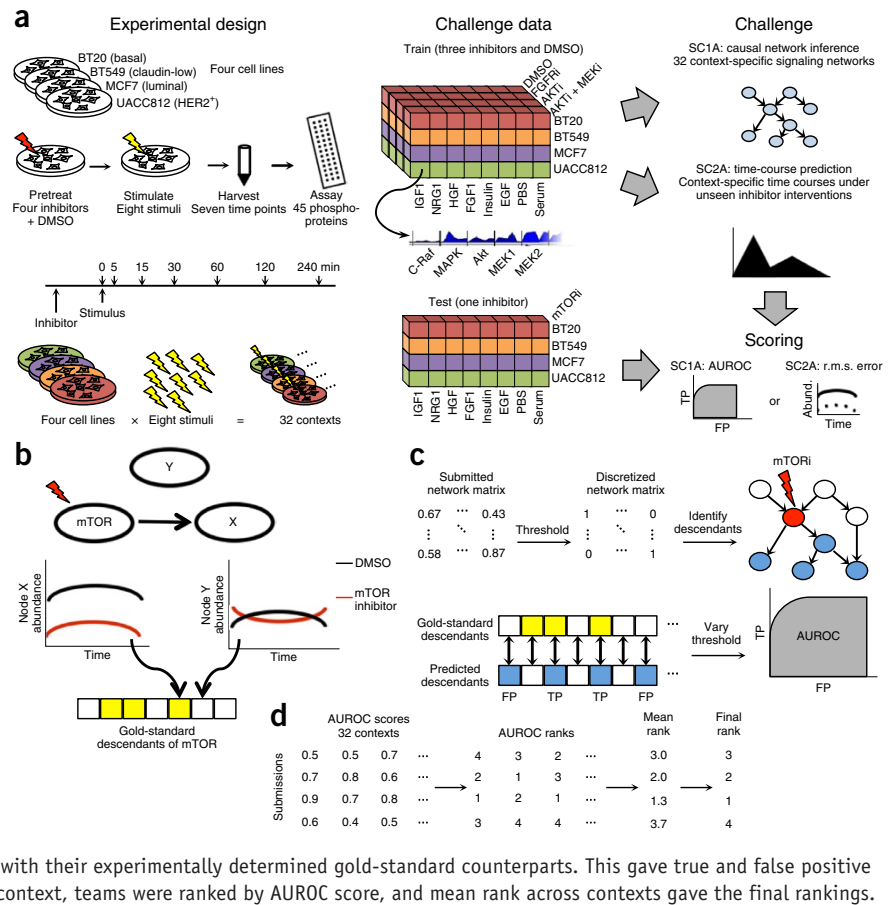 a
Experimental design
BT20 (basal)
BT549 (claudin-low)
MCF7 (luminal)
UACC812 (HER2+)
Four cell lines
Pretreat
Four inhibitors
+ DMSO
Stimulate
Eight stimuli
Harvest
Seven time points
Assay
45 phospho-
proteins
0 5 15 30 60 120 240 min
Inhibitor
Stimulus
Four cell lines × Eight stimuli = 32 contexts
Challenge data
Train (three inhibitors and DMSO)
DMSO
FGFRi
AKTi
AKTi + MEKi
BT20
BT549
MCF7
UACC812
IGF1
NRG1
HGF
FGF1
Insulin
EGF
PBS
Serum
C-Raf
MAPK
Akt
MEK1
MEK2
Test (one inhibitor)
mTORi
BT20
BT549
MCF7
UACC812
IGF1
NRG1
HGF
FGF1
Insulin
EGF
PBS
Serum
Challenge
SC1A: causal network inference
32 context-specific signaling networks
SC2A: time-course prediction
Context-specific time courses under
unseen inhibitor interventions
Scoring
SC1A: AUROC
TP
FP
or
SC2A: r.m.s. error
Abund.
Time
b
Y
mTOR
X
Node X
abundance
Time
Node Y
abundance
Time
DMSO
mTOR
inhibitor
Gold-standard
descendants of mTOR
c
Submitted
network matrix
0.67 ··· 0.43
⋮ ⋱ ⋮
0.58 ··· 0.87
Threshold
Discretized
network matrix
1 ··· 0
⋮ ⋱ ⋮
0 ··· 1
Identify
descendants
mTORi
Gold-standard
descendants
...
Predicted
descendants
...
FP TP TP FP
Vary
threshold
TP
AUROC
FP
d
Submissions
AUROC scores
32 contexts
0.5 0.5 0.7 ...
0.7 0.8 0.6 ...
0.9 0.7 0.8 ...
0.6 0.4 0.5 ...
AUROC ranks
4 3 2 ...
2 1 3 ...
1 2 1 ...
3 4 4 ...
Mean
rank
3.0
2.0
1.3
3.7
Final
rank
3
2
1
4
with their experimentally determined gold-standard counterparts. This gave true and false positive
context, teams were ranked by AUROC score, and mean rank across contexts gave the final rankings.